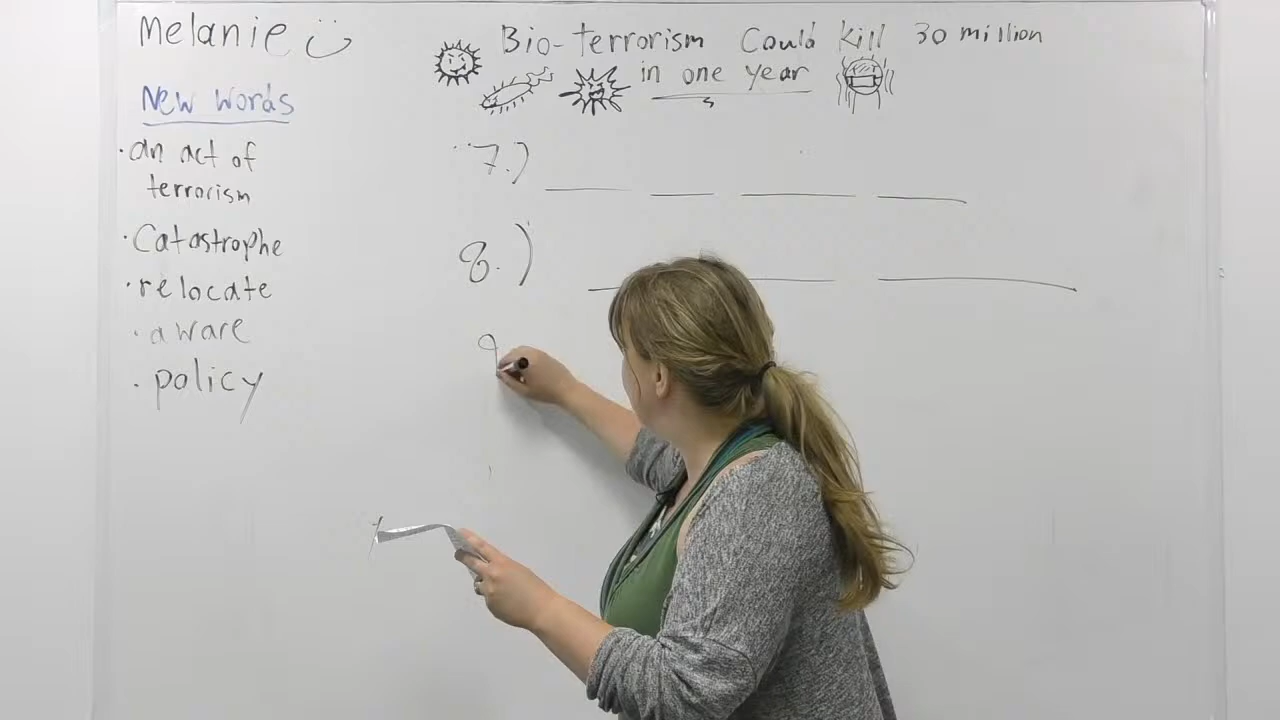 Melanie
New Words
• an act of
terrorism
• Catastrophe
• relocate
• aware
• policy
Bio-terrorism Could kill 30 million
in one year
7.)
8.)
9